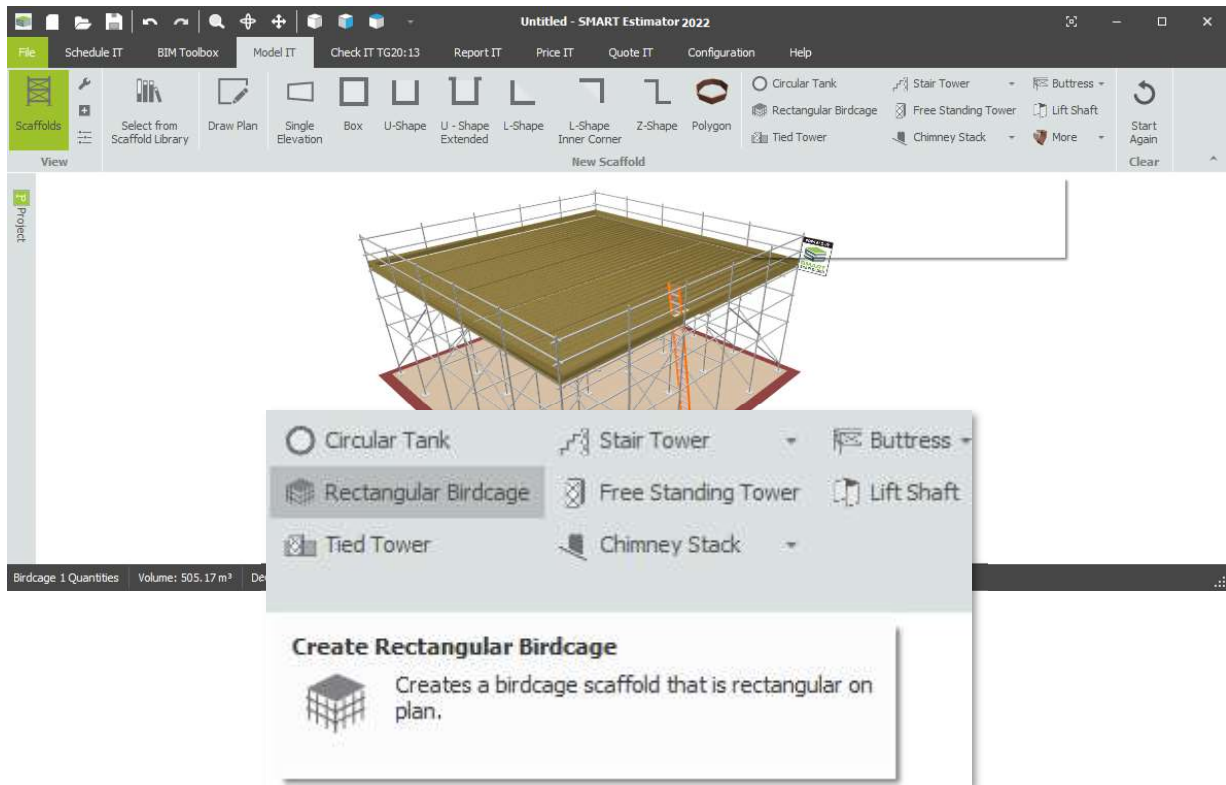 Untitled - SMART Estimator 2022
File Schedule IT BIM Toolbox Model IT Check IT TG20:13 Report IT Price IT Quote IT Configuration Help
Scaffolds
Select from
Scaffold Library
Draw Plan
Single
Elevation
Box
U-Shape
U - Shape
Extended
L-Shape
L-Shape
Inner Corner
Z-Shape
Polygon
Circular Tank
Rectangular Birdcage
Tied Tower
Stair Tower
Free Standing Tower
Chimney Stack
Buttress
Lift Shaft
More
Start
Again
View
New Scaffold
Clear
Project
Circular Tank
Stair Tower
Buttress
Rectangular Birdcage
Free Standing Tower
Lift Shaft
Tied Tower
Chimney Stack
Birdcage 1 Quantities Volume: 505.17 m³
Create Rectangular Birdcage
Creates a birdcage scaffold that is rectangular on
plan.